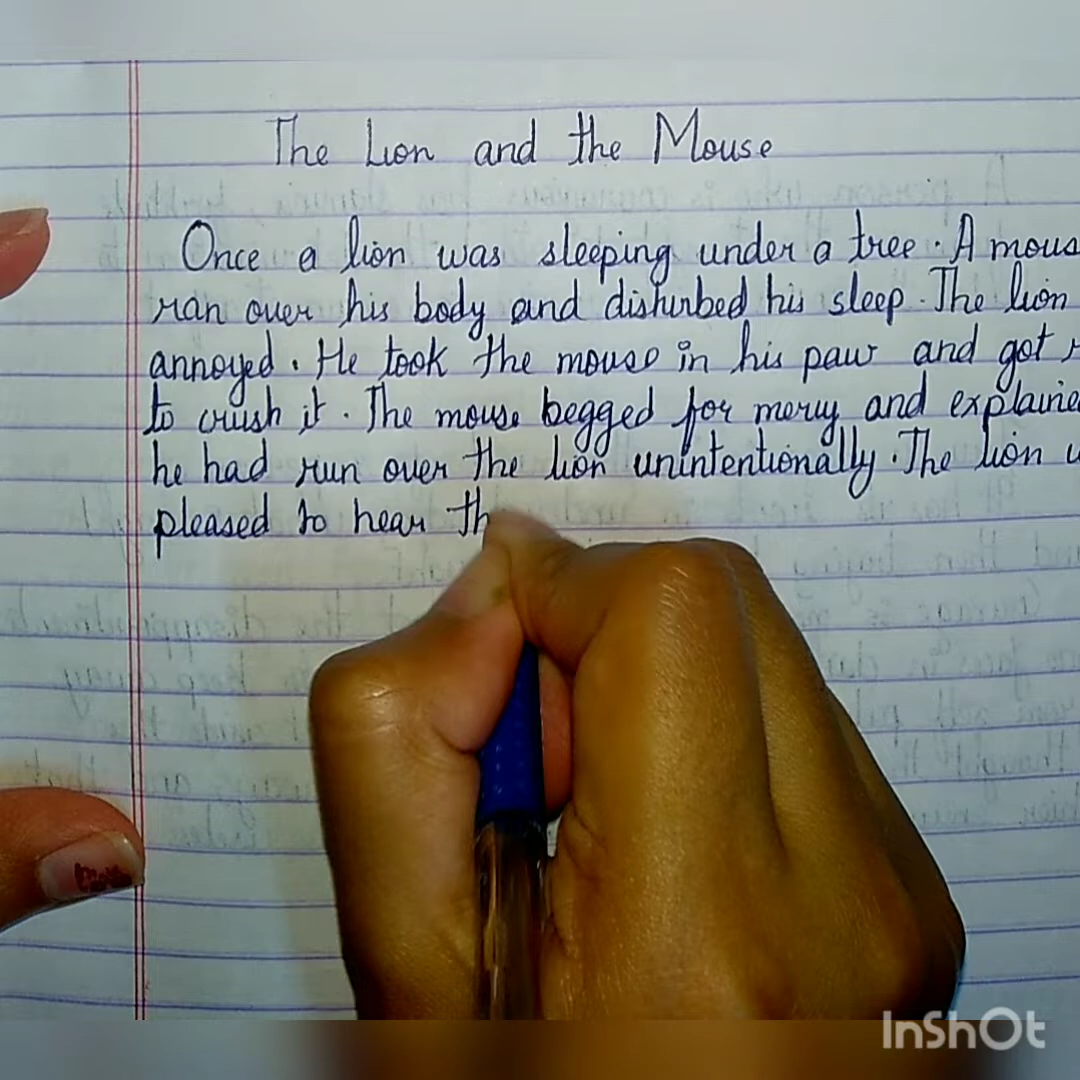 The Lion and the Mouse
Once a lion was sleeping under a tree. A mous
ran over his body and disturbed his sleep. The lion
annoyed. He took the mouse in his paw and got
to crush it. The mouse begged for mercy and explaine
he had run over the lion unintentionally. The lion
pleased to hear th
InShOt